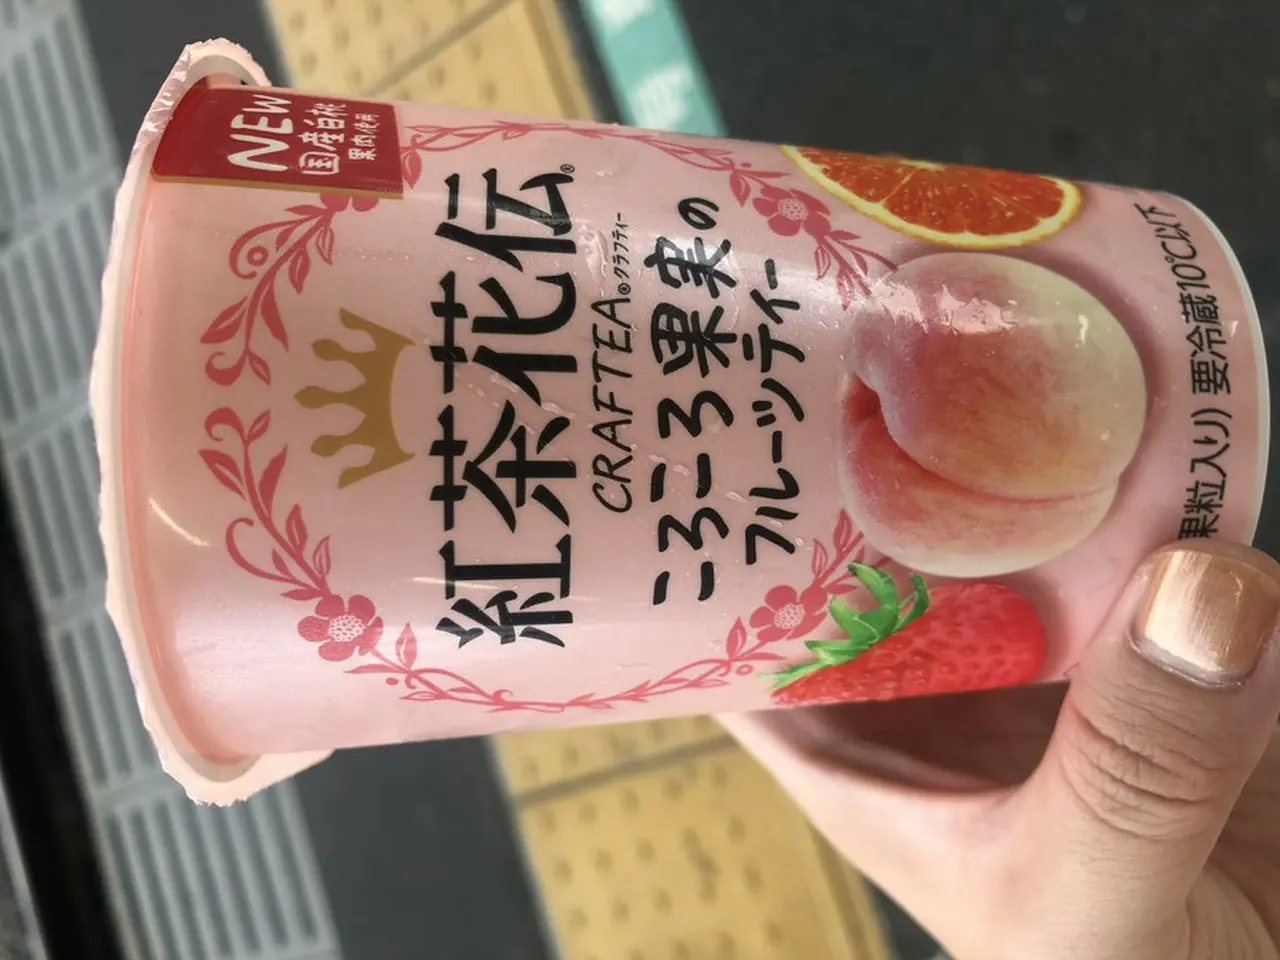 NEW
国産白桃
果肉使用
紅茶花伝®
CRAFTEA®クラフティー
ころころ果実の
フルーツティー
果粒入り) 要冷蔵10℃以下